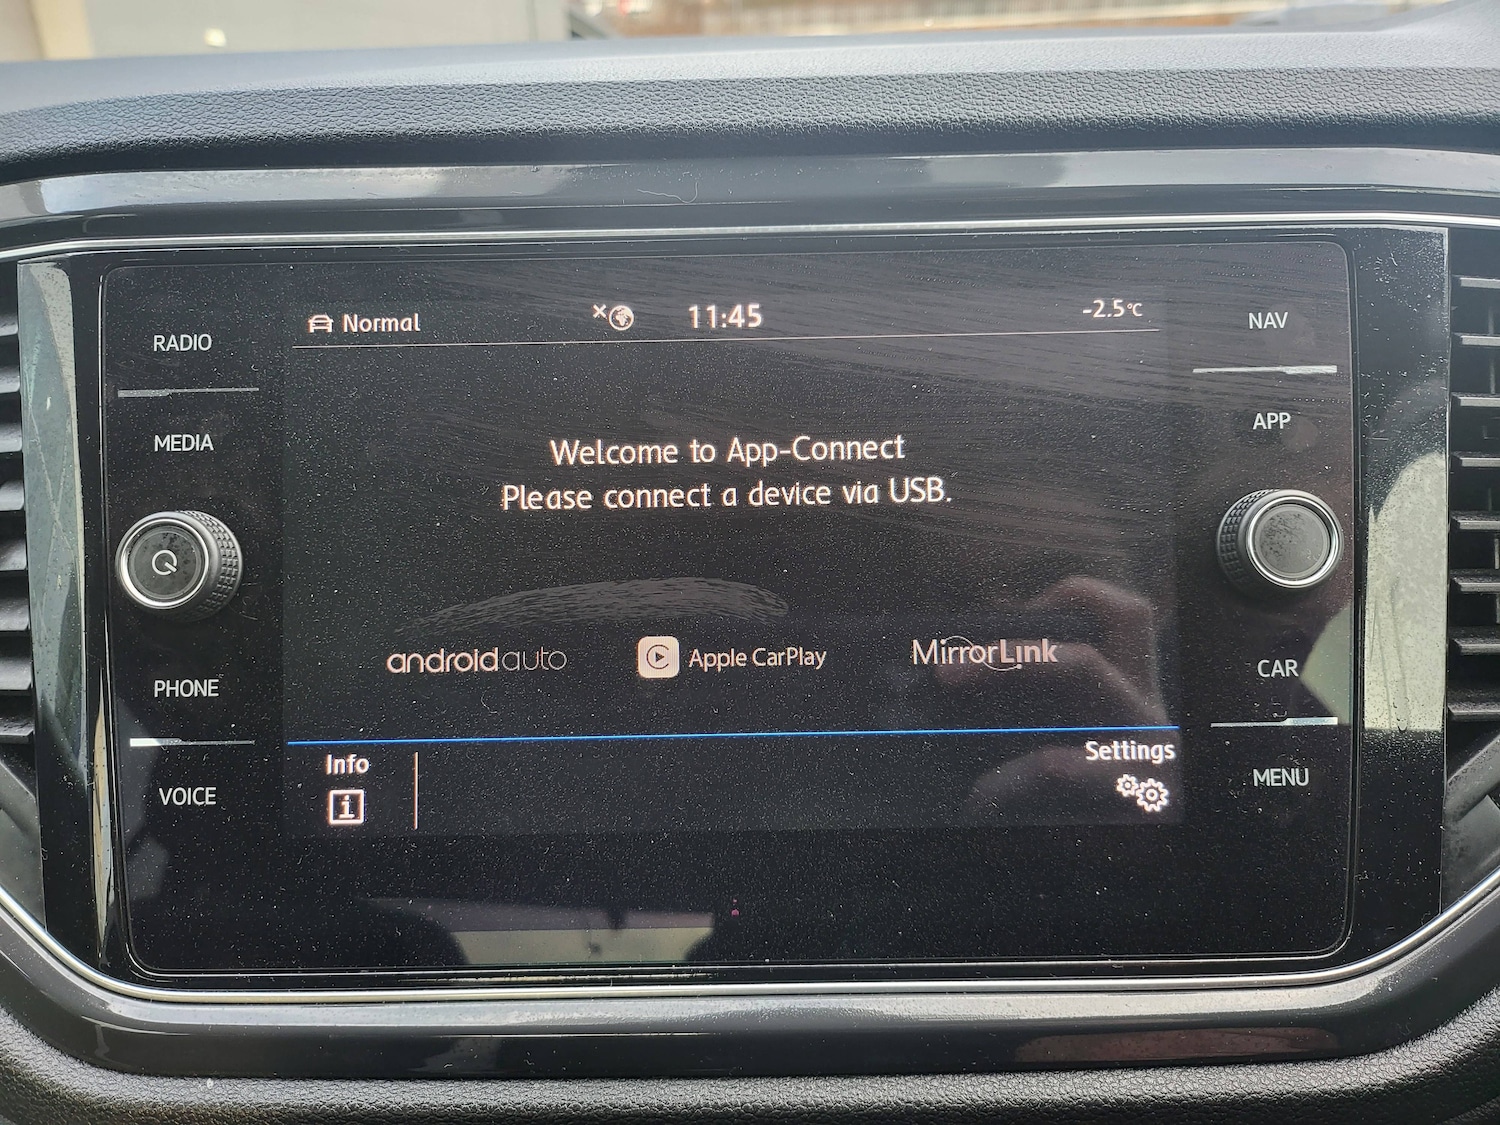 RADIO
MEDIA
PHONE
VOICE
Normal
11:45
-2.5°C
Welcome to App-Connect
Please connect a device via USB.
androidauto
Apple CarPlay
MirrorLink
Info
i
Settings
NAV
APP
CAR
MENU